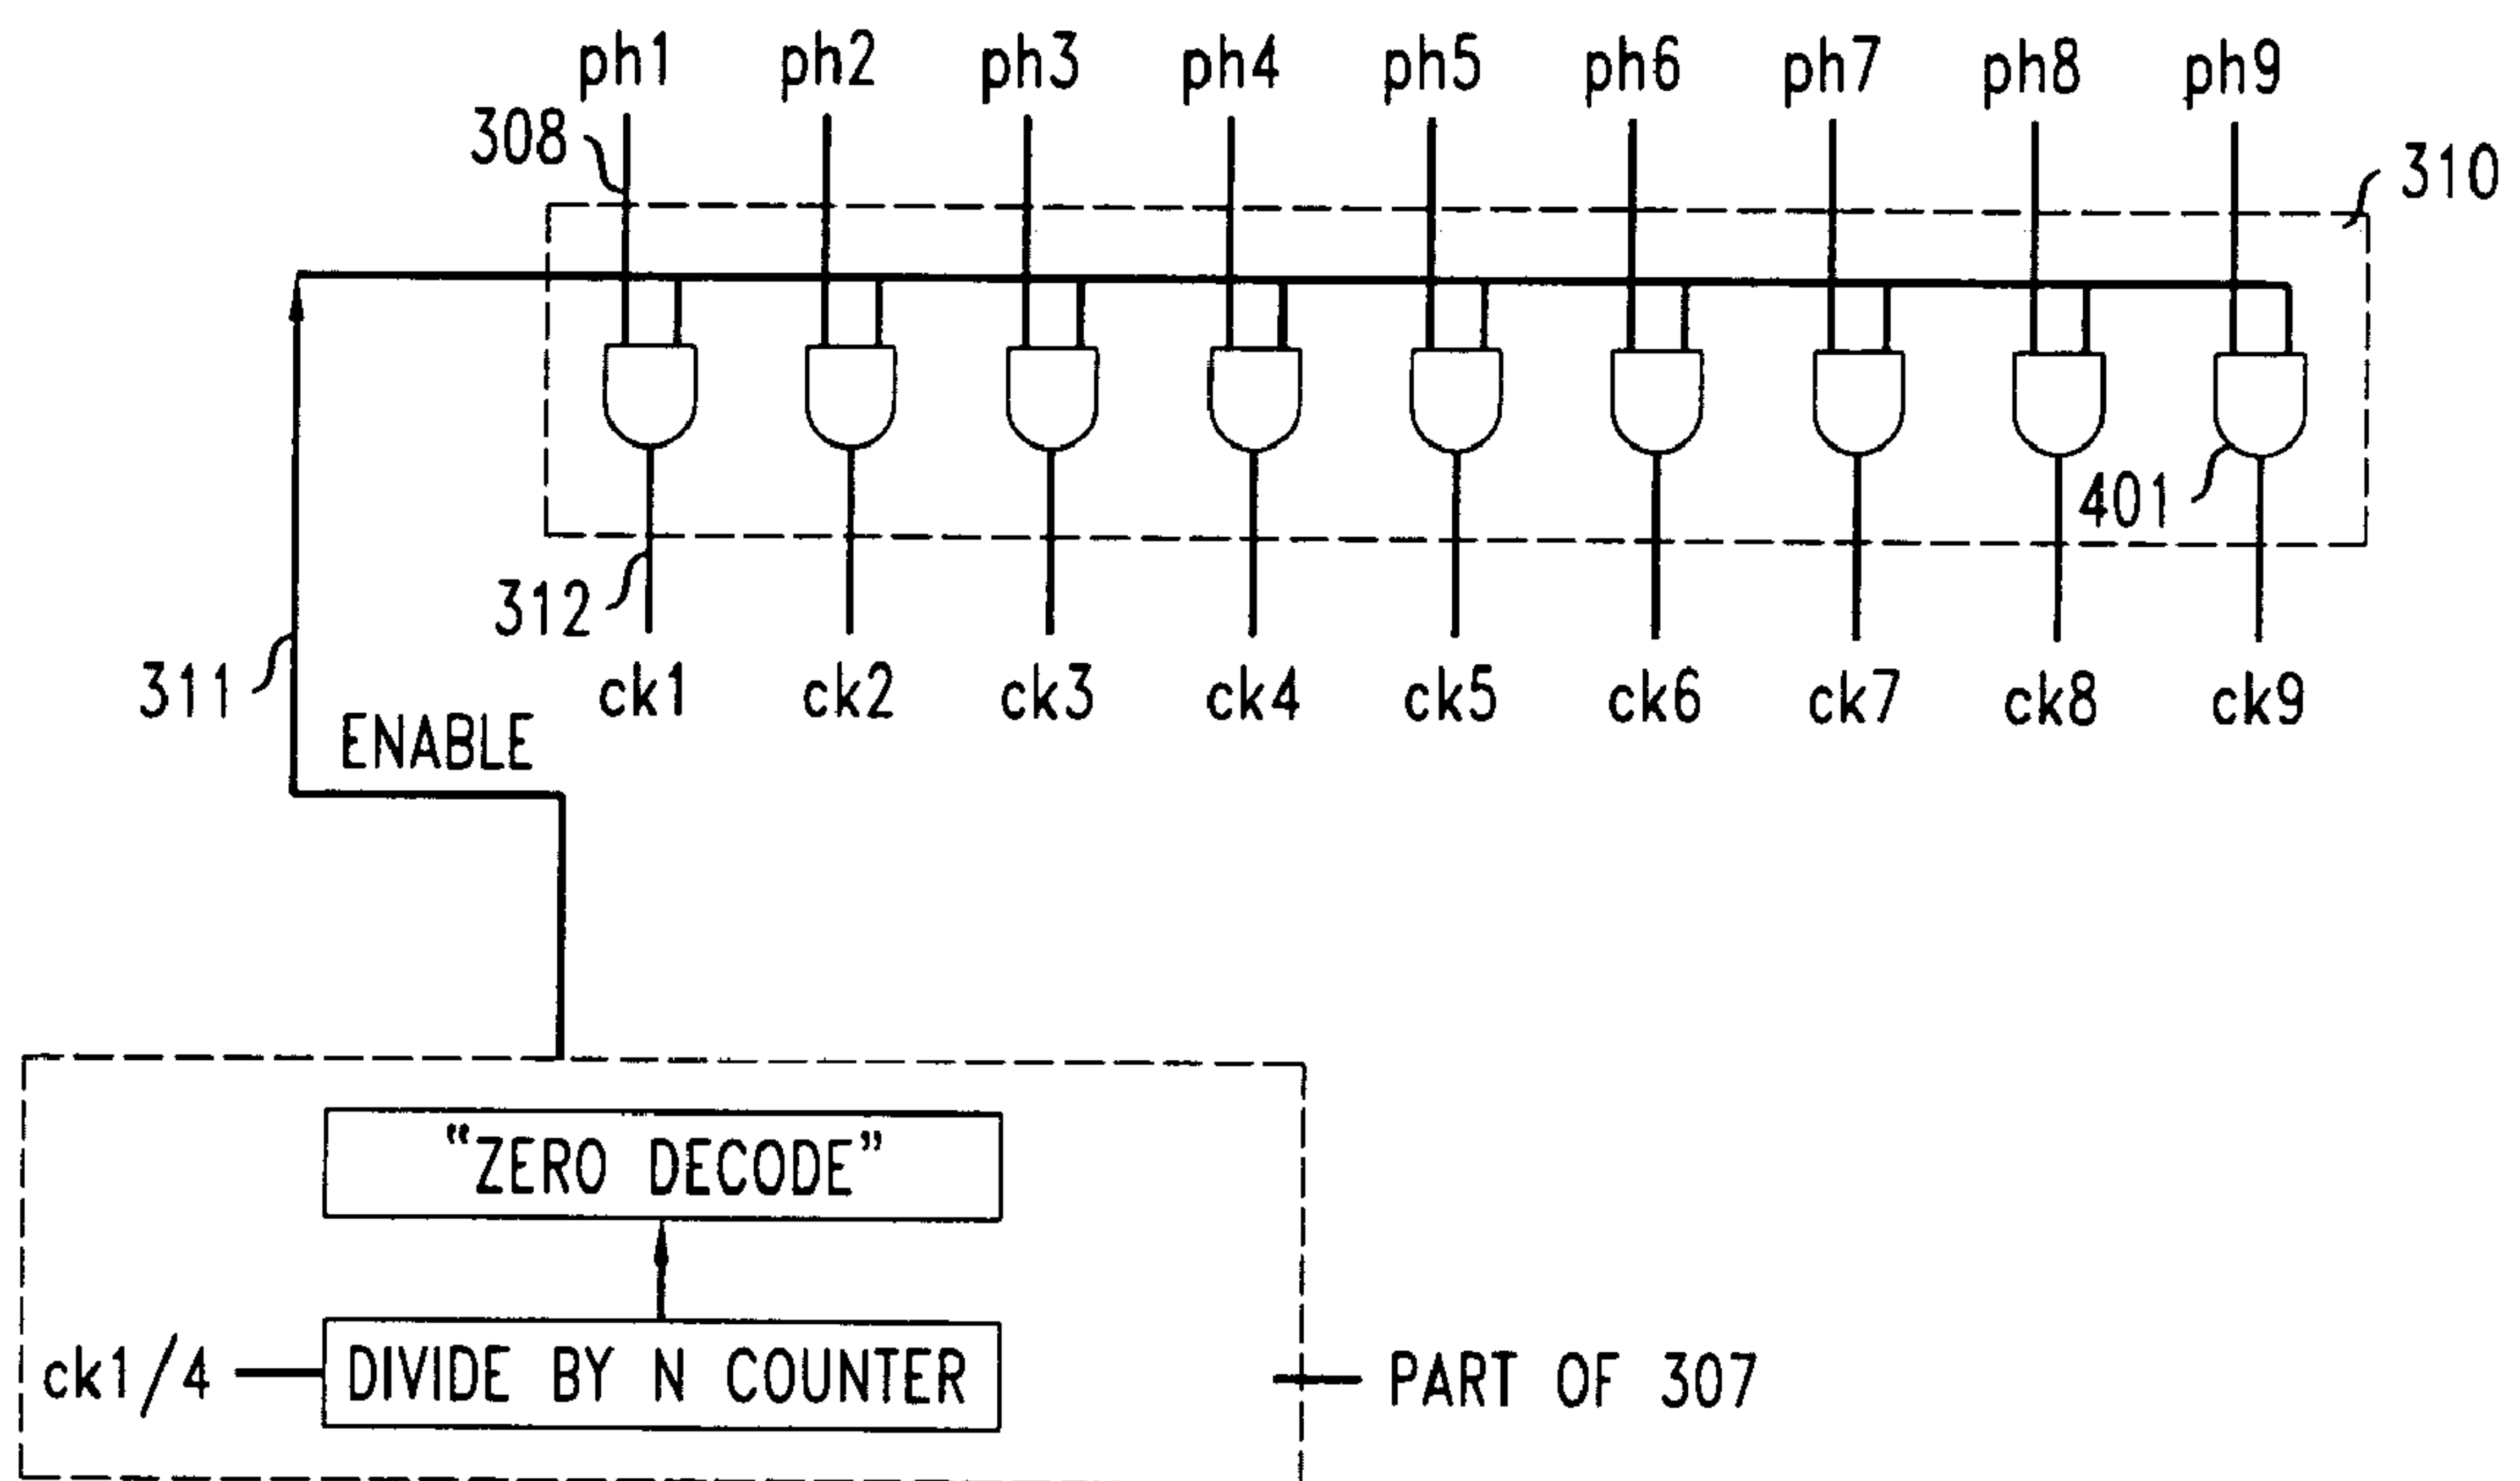 ph1 ph2 ph3 ph4 ph5 ph6 ph7 ph8 ph9
308
310
401
312
311
ck1 ck2 ck3 ck4 ck5 ck6 ck7 ck8 ck9
ENABLE
“ZERO DECODE”
ck1/4
DIVIDE BY N COUNTER
PART OF 307